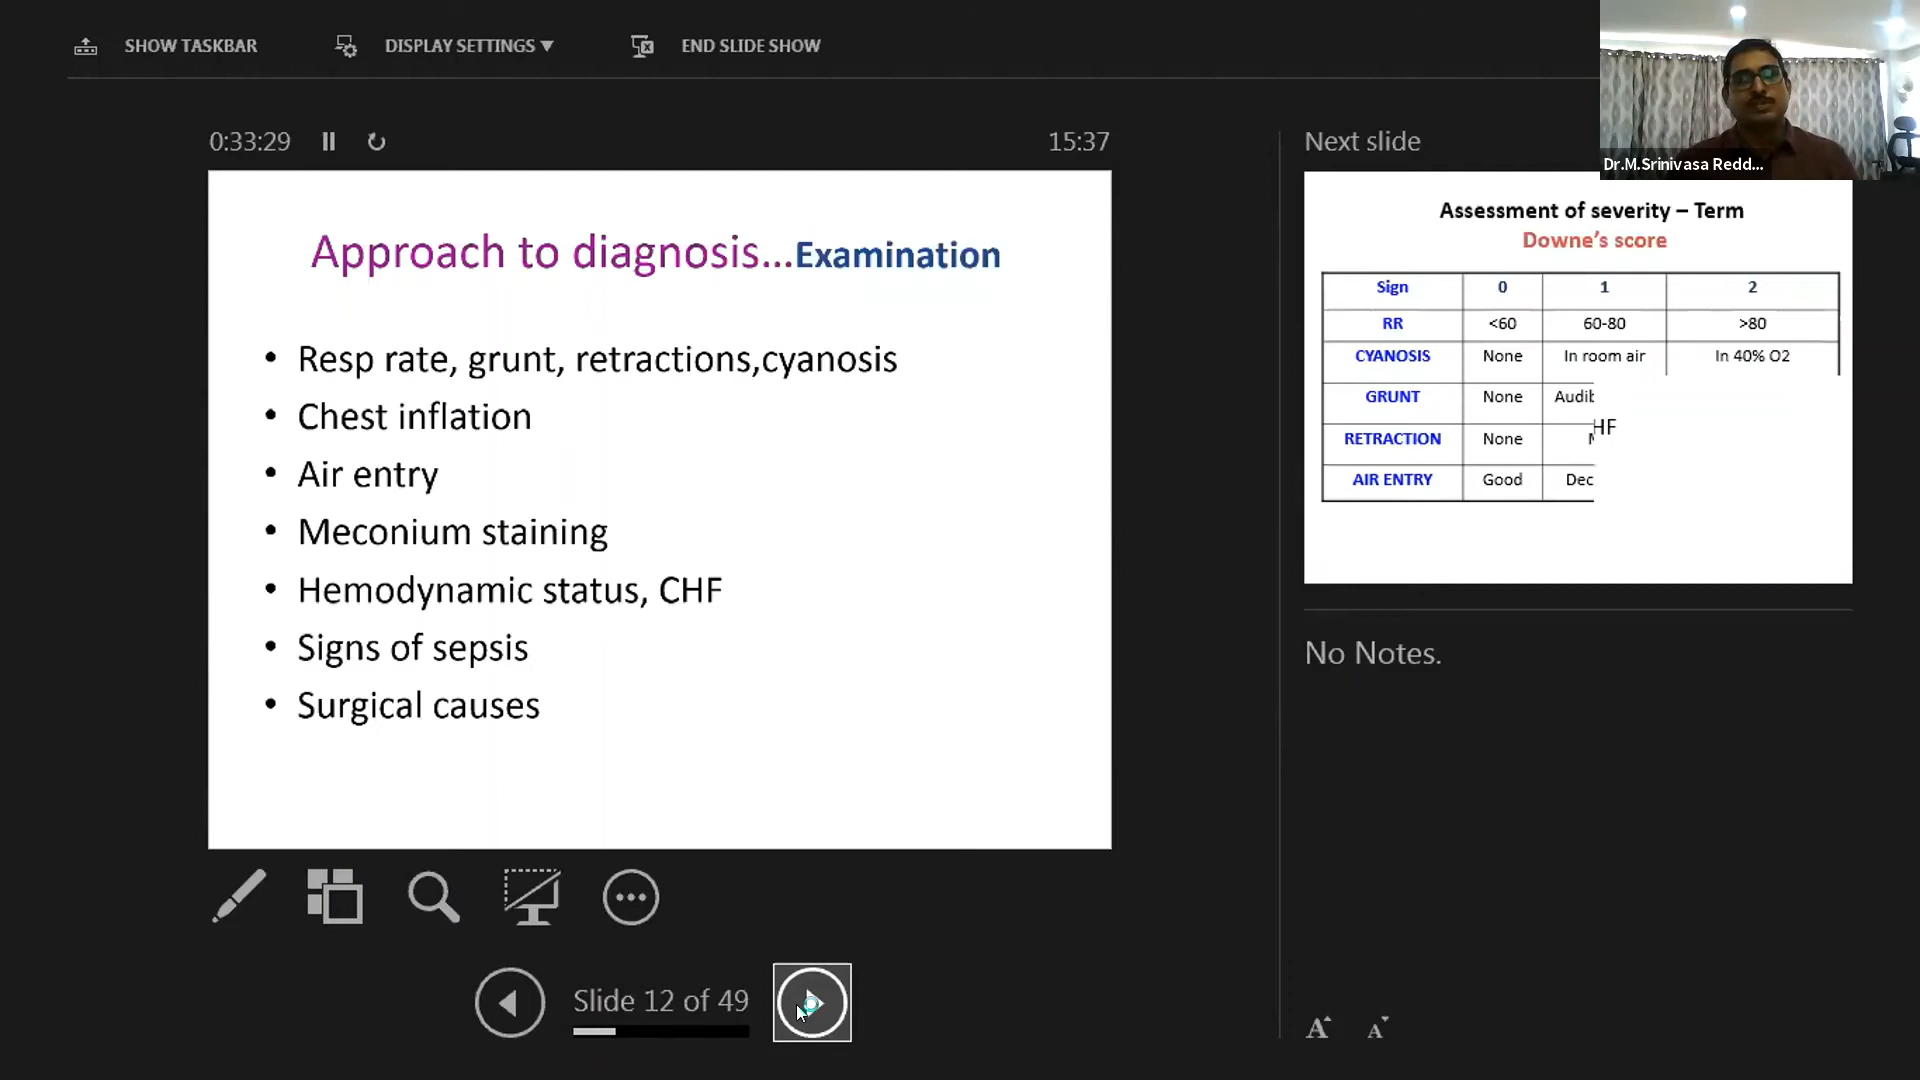 SHOW TASKBAR DISPLAY SETTINGS ▼ END SLIDE SHOW
Dr.M.Srinivasa Redd...
0:33:29 15:37
Approach to diagnosis...Examination
• Resp rate, grunt, retractions,cyanosis
• Chest inflation
• Air entry
• Meconium staining
• Hemodynamic status, CHF
• Signs of sepsis
• Surgical causes
Slide 12 of 49
Next slide
Assessment of severity – Term
Downe’s score
Sign 0 1 2
RR <60 60-80 >80
CYANOSIS None In room air In 40% O2
GRUNT None
HF
RETRACTION None
AIR ENTRY Good
No Notes.
A A